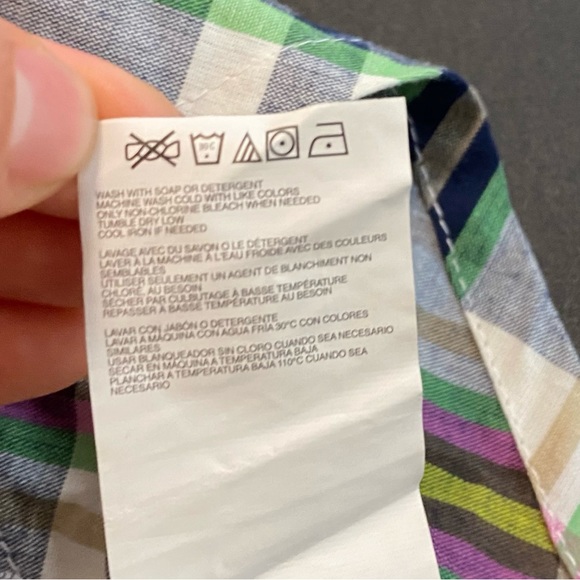 30C
WASH WITH SOAP OR DETERGENT
MACHINE WASH COLD WITH LIKE COLORS
ONLY NON-CHLORINE BLEACH WHEN NEEDED
TUMBLE DRY LOW
COOL IRON IF NEEDED
LAVAGE AVEC DU SAVON O LE DÉTERGENT
LAVER À LA MACHINE À L'EAU FROIDE AVEC DES COULEURS
SEMBLABLES
UTILISER SEULEMENT UN AGENT DE BLANCHIMENT NON
CHLORÉ, AU BESOIN
SÉCHER PAR CULBUTAGE À BASSE TEMPÉRATURE
REPASSER À BASSE TEMPÉRATURE AU BESOIN
LAVAR CON JABÓN O DETERGENTE
LAVAR A MÁQUINA CON AGUA FRIA 30°C CON COLORES
SIMILARES
USAR BLANQUEADOR SIN CLORO CUANDO SEA NECESARIO
SECAR EN MÁQUINA A TEMPERATURA BAJA
PLANCHAR A TEMPERATURA BAJA 110°C CUANDO SEA
NECESARIO